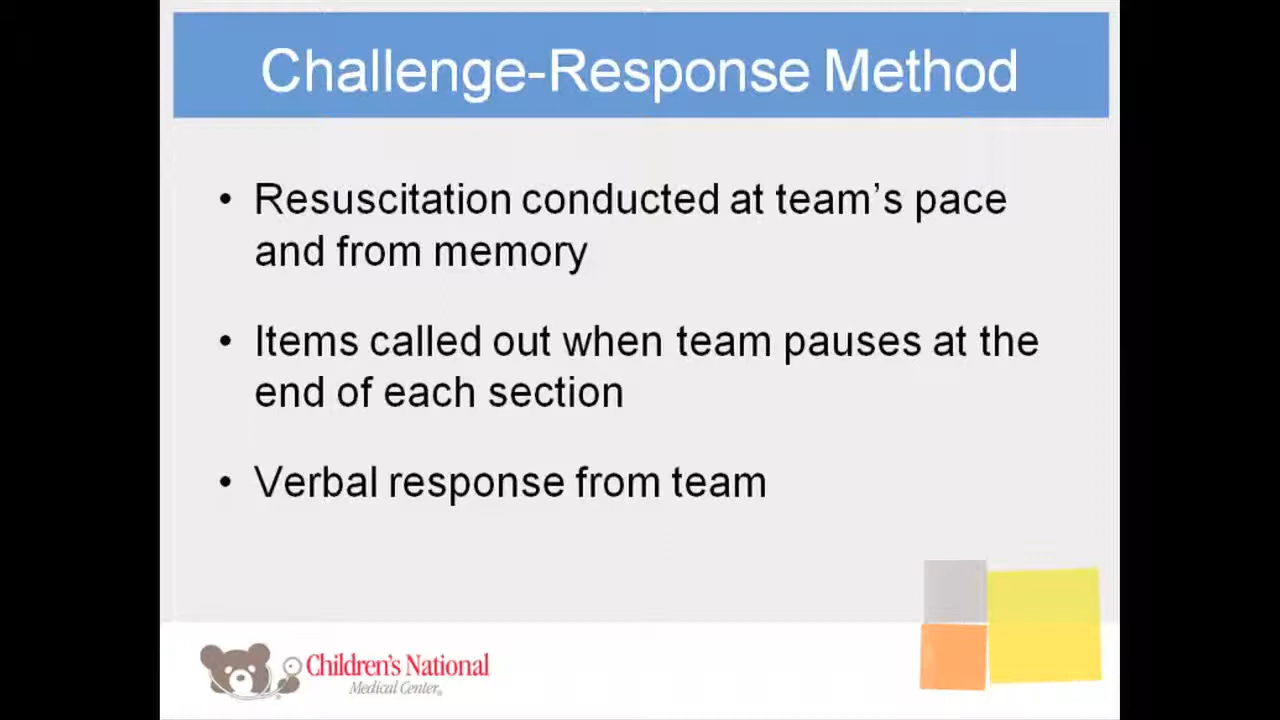 Challenge-Response Method
• Resuscitation conducted at team's pace
and from memory
• Items called out when team pauses at the
end of each section
• Verbal response from team
Children's National
Medical Center®